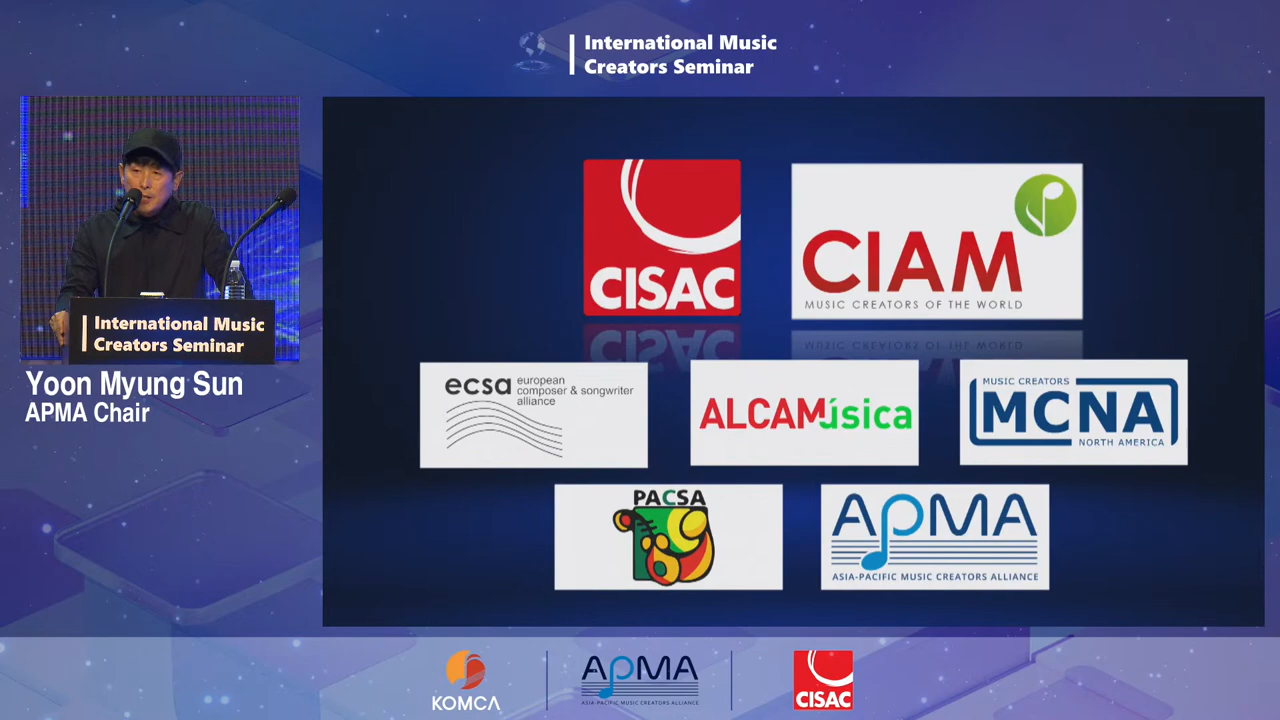 International Music
Creators Seminar
International Music
Creators Seminar
Yoon Myung Sun
APMA Chair
CISAC
CIAM
MUSIC CREATORS OF THE WORLD
ecsa european
composer & songwriter
alliance
ALCAMúsica
MUSIC CREATORS
MCNA
NORTH AMERICA
PACSA
APMA
ASIA-PACIFIC MUSIC CREATORS ALLIANCE
KOMCA
APMA
ASIA-PACIFIC MUSIC CREATORS ALLIANCE
CISAC